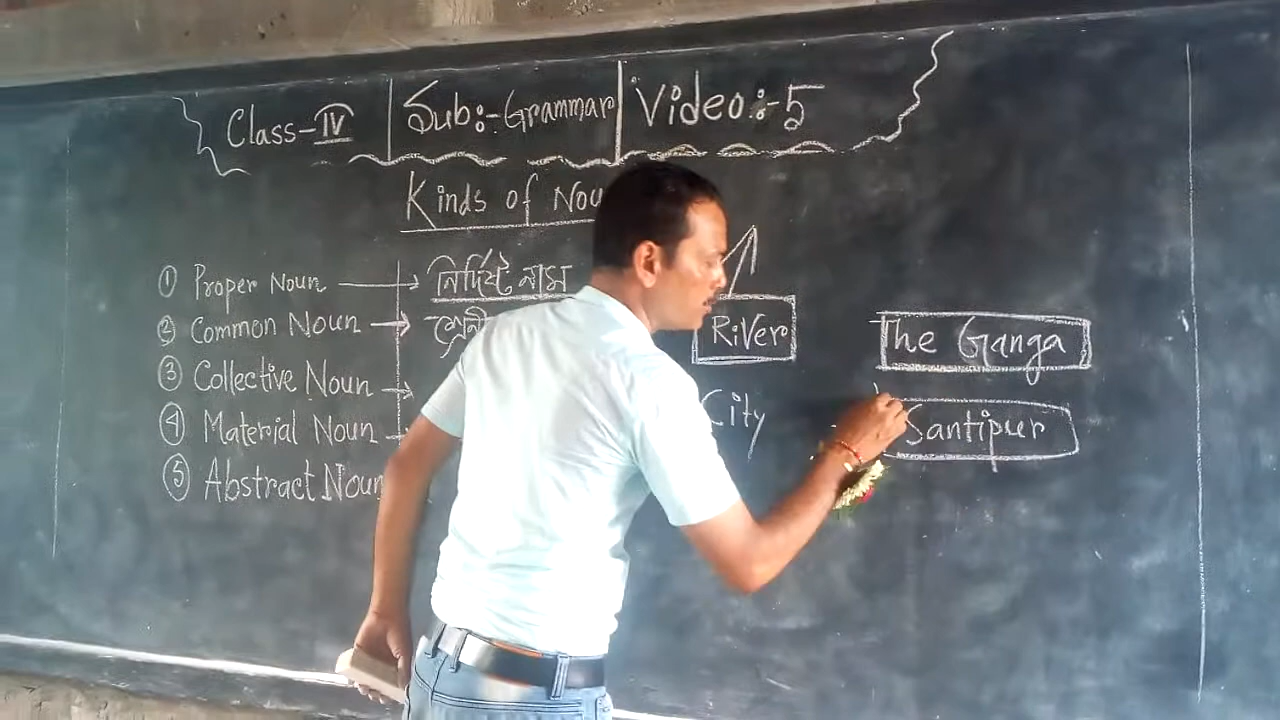 Class-IV Sub:-Grammar Video:-5
Kinds of Nou
① Proper Noun → নির্দিষ্ট নাম
② Common Noun → শ্রেনী
River The Ganga
③ Collective Noun →
④ Material Noun
City Santipur
⑤ Abstract Noun